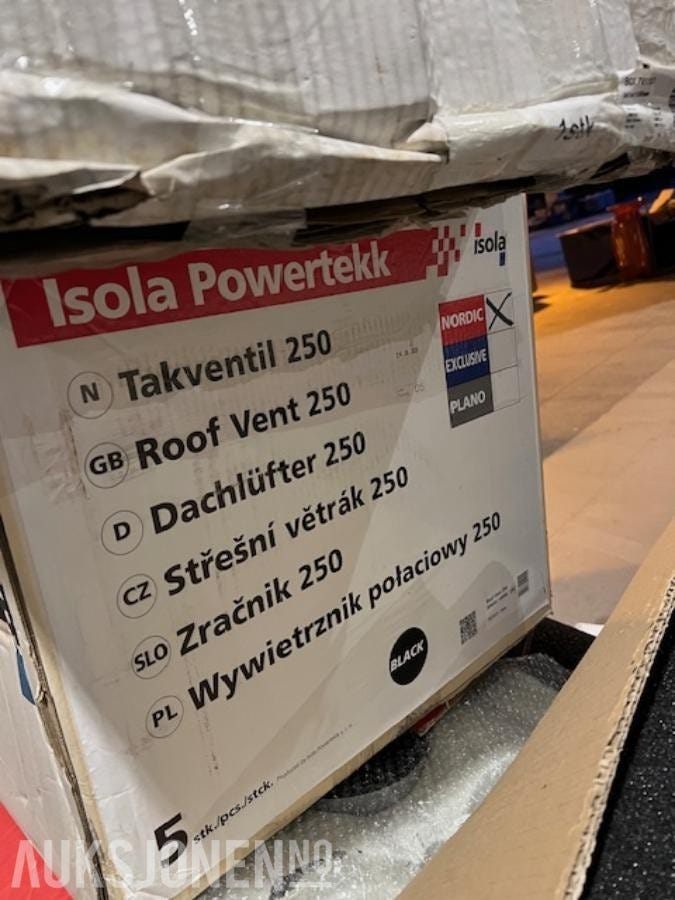 2stk
Isola Powertekk
isola
N Takventil 250
GB Roof Vent 250
D Dachlüfter 250
CZ Střešní větrák 250
SLO Zračnik 250
PL Wywietrznik połaciowy 250
NORDIC
EXCLUSIVE
PLANO
BLACK
5 stk./pcs./stck.
AUKSJONEN.NO